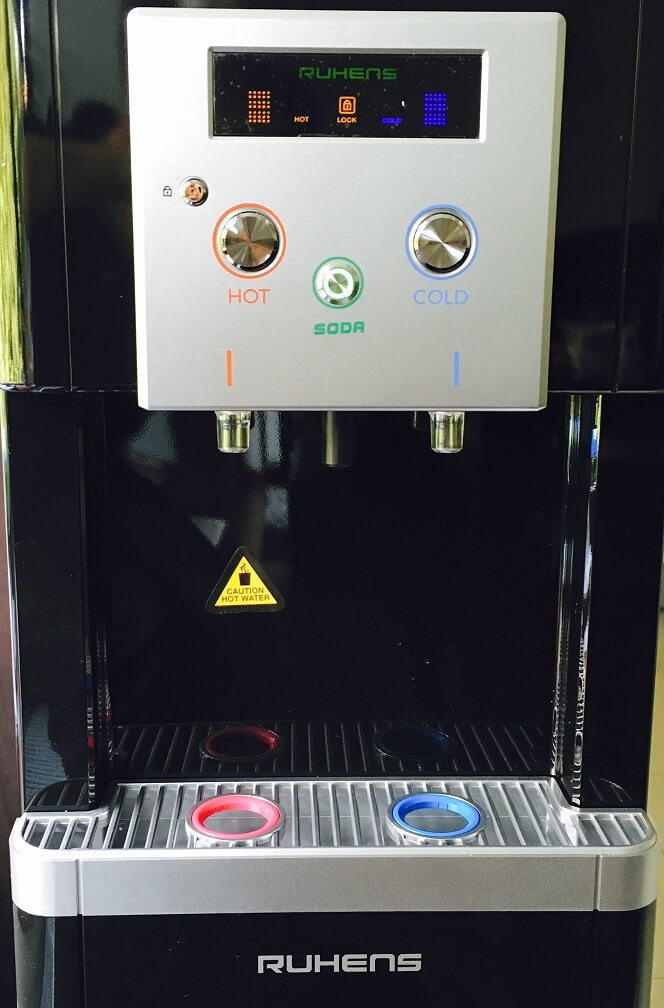 RUHENS
HOT LOCK COLD
HOT
COLD
SODA
CAUTION
HOT WATER
RUHENS